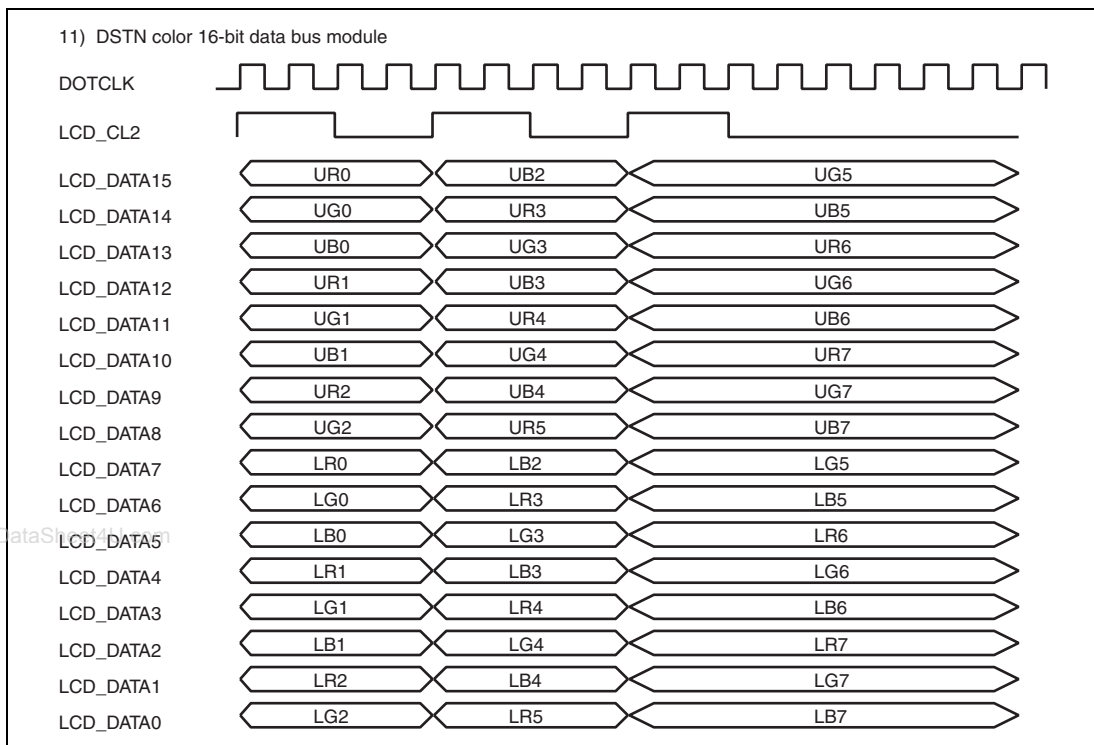 11) DSTN color 16-bit data bus module
DOTCLK
LCD_CL2
LCD_DATA15 UR0 UB2 UG5
LCD_DATA14 UG0 UR3 UB5
LCD_DATA13 UB0 UG3 UR6
LCD_DATA12 UR1 UB3 UG6
LCD_DATA11 UG1 UR4 UB6
LCD_DATA10 UB1 UG4 UR7
LCD_DATA9 UR2 UB4 UG7
LCD_DATA8 UG2 UR5 UB7
LCD_DATA7 LR0 LB2 LG5
LCD_DATA6 LG0 LR3 LB5
LCD_DATA5 LB0 LG3 LR6
LCD_DATA4 LR1 LB3 LG6
LCD_DATA3 LG1 LR4 LB6
LCD_DATA2 LB1 LG4 LR7
LCD_DATA1 LR2 LB4 LG7
LCD_DATA0 LG2 LR5 LB7